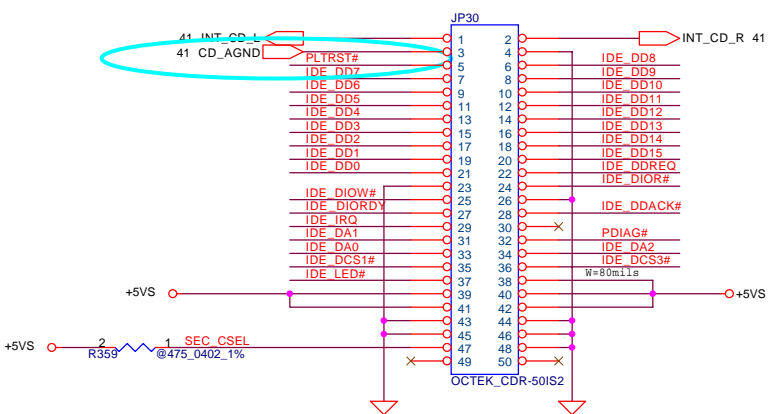 JP30
41 INT_CD_L 1 2 INT_CD_R 41
41 CD_AGND 3 4
PLTRST# 5 6 IDE_DD8
IDE_DD7 7 8 IDE_DD9
IDE_DD6 9 10 IDE_DD10
IDE_DD5 11 12 IDE_DD11
IDE_DD4 13 14 IDE_DD12
IDE_DD3 15 16 IDE_DD13
IDE_DD2 17 18 IDE_DD14
IDE_DD1 19 20 IDE_DD15
IDE_DD0 21 22 IDE_DDREQ
23 24 IDE_DIOR#
IDE_DIOW# 25 26
IDE_DIORDY 27 28 IDE_DDACK#
IDE_IRQ 29 30
IDE_DA1 31 32 PDIAG#
IDE_DA0 33 34 IDE_DA2
IDE_DCS1# 35 36 IDE_DCS3#
IDE_LED# 37 38 W=80mils
+5VS 39 40 +5VS
41 42
43 44
45 46
+5VS 2 1 SEC_CSEL 47 48
R359 @475_0402_1% 49 50
OCTEK_CDR-50IS2